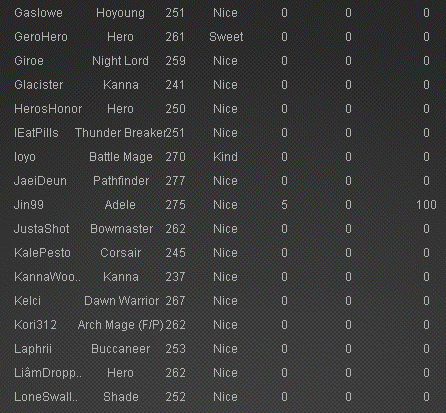 Gaslowe Hoyoung 251 Nice 0 0 0
GeroHero Hero 261 Sweet 0 0 0
Giroe Night Lord 259 Nice 0 0 0
Glacister Kanna 241 Nice 0 0 0
HerosHonor Hero 250 Nice 0 0 0
IEatPills Thunder Breaker 251 Nice 0 0 0
Ioyo Battle Mage 270 Kind 0 0 0
JaeiDeun Pathfinder 277 Nice 0 0 0
Jin99 Adele 275 Nice 5 0 100
JustaShot Bowmaster 262 Nice 0 0 0
KalePesto Corsair 245 Nice 0 0 0
KannaWoo.. Kanna 237 Nice 0 0 0
Kelci Dawn Warrior 267 Nice 0 0 0
Kori312 Arch Mage (F/P) 262 Nice 0 0 0
Laphrii Buccaneer 253 Nice 0 0 0
LiâmDropp.. Hero 262 Nice 0 0 0
LoneSwall.. Shade 252 Nice 0 0 0